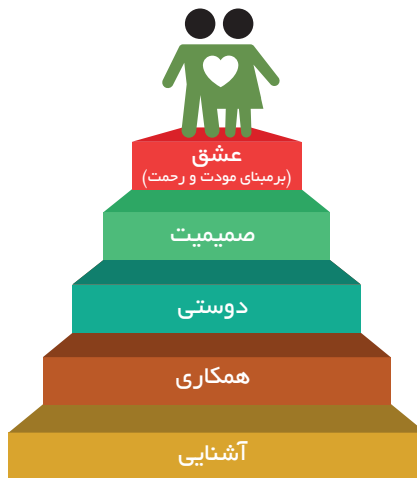 عشق
(برمبنای مودت و رحمت)
صمیمیت
دوستی
همکاری
آشنایی